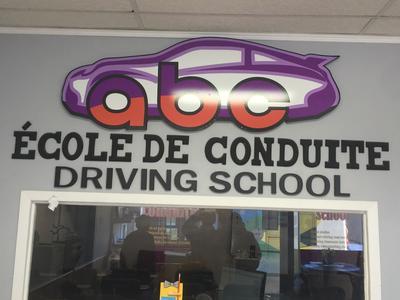 abc
ÉCOLE DE CONDUITE
DRIVING SCHOOL